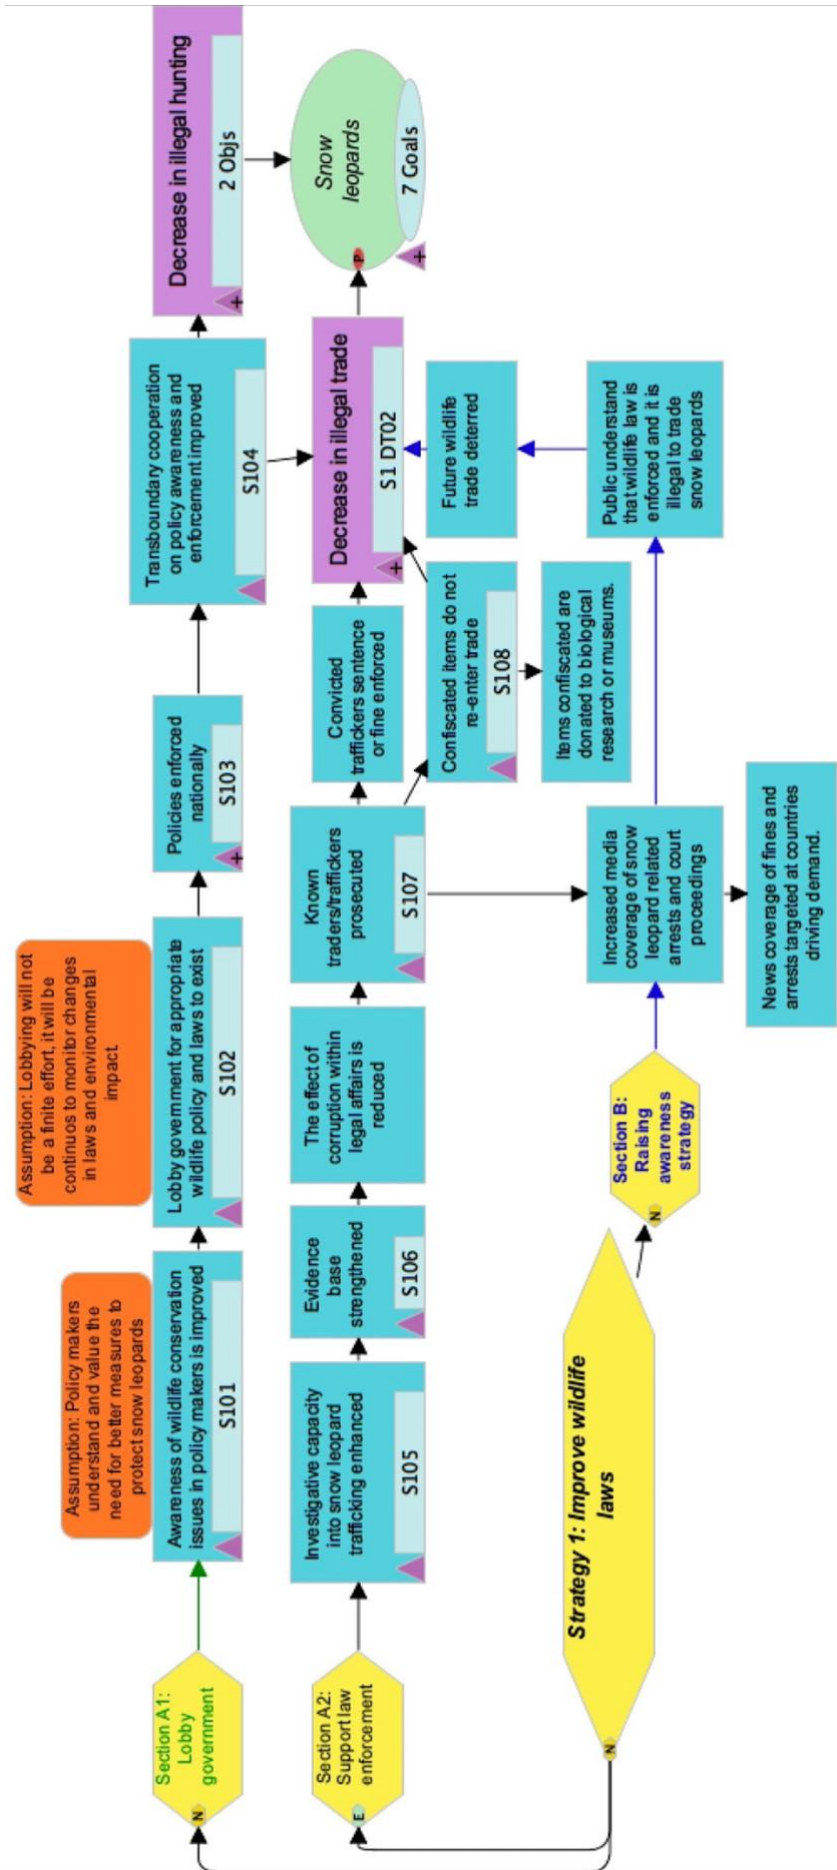 Assumption: Policy makers
understand and value the
need for better measures to
protect snow leopards
Assumption: Lobbying will not
be a finite effort, it will be
continuos to monitor changes
in laws and environmental
impact.
Section A1:
Lobby
government
N
Awareness of wildlife conservation
issues in policy makers is improved
S101
Lobby government for appropriate
wildlife policy and laws to exist
S102
Policies enforced
nationally
S103
+
Transboundary cooperation
on policy awareness and
enforcement improved
S104
Decrease in illegal hunting
2 Objs
+
Section A2:
Support law
enforcement
E
Investigative capacity
into snow leopard
trafficking enhanced
S105
Evidence
base
strengthened
S106
The effect of
corruption within
legal affairs is
reduced
Known
traders/traffickers
prosecuted
S107
Convicted
traffickers sentence
or fine enforced
Decrease in illegal trade
S1 DT02
+
Snow
leopards
P
7 Goals
+
Confiscated items do not
re-enter trade
S108
Future wildlife
trade deterred
Items confiscated are
donated to biological
research or museums.
Strategy 1: Improve wildlife
laws
N
Section B:
Raising
awareness
strategy
N
Increased media
coverage of snow
leopard related
arrests and court
proceedings
Public understand
that wildlife law is
enforced and it is
illegal to trade
snow leopards
News coverage of fines and
arrests targeted at countries
driving demand.